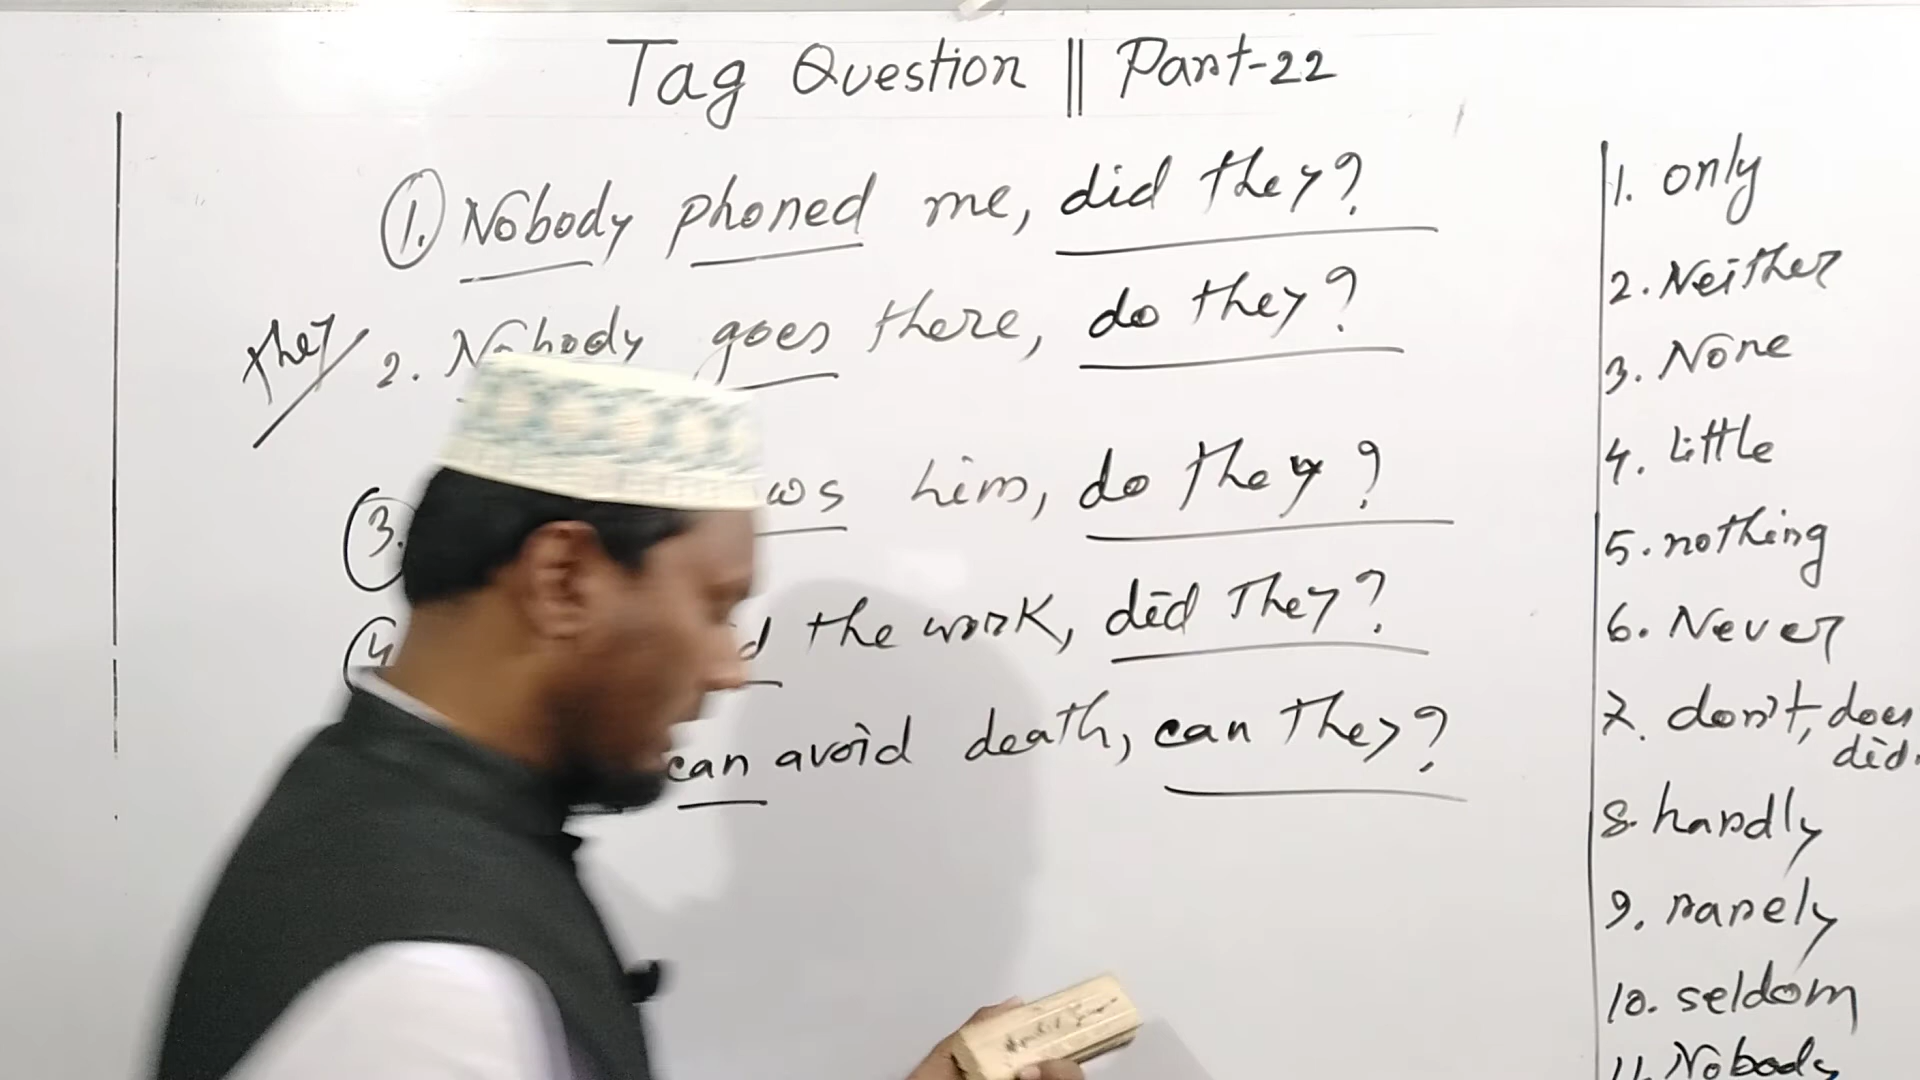 Tag Question || Part-22
1. Nobody phoned me, did they?
they 2. Nobody goes there, do they?
3. ws him, do they?
4. d the work, did They?
can avoid death, can They?
1. only
2. Neither
3. None
4. Little
5. nothing
6. Never
7. don't, does
did
8. hardly
9. rarely
10. seldom
11. Nobody